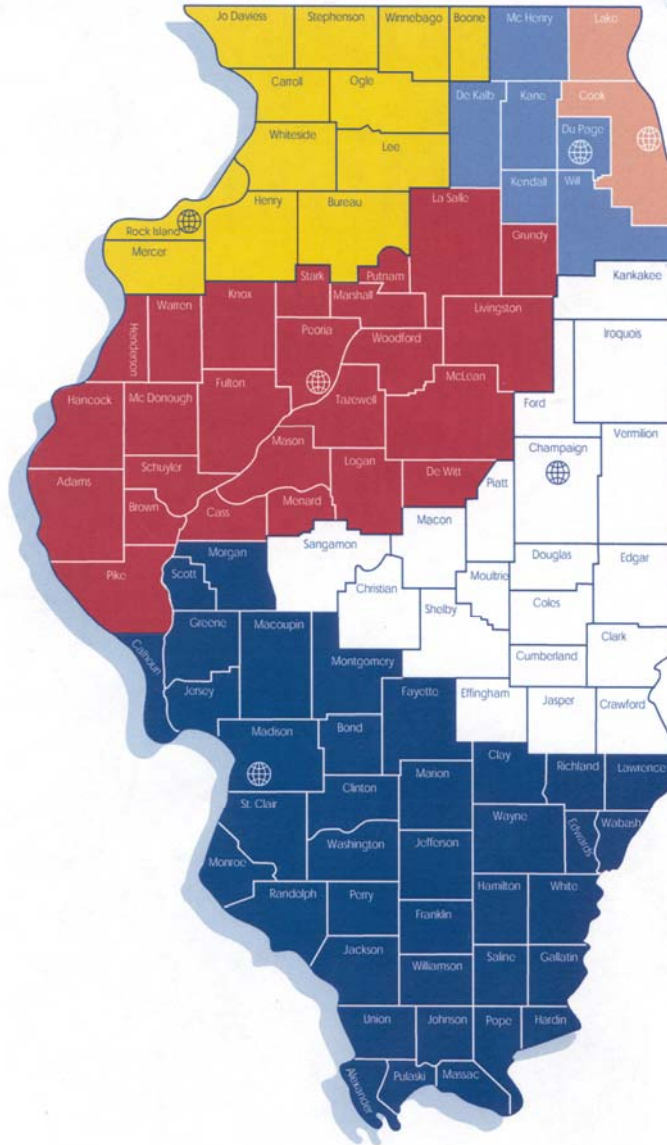 Jo Daviess
Stephenson
Winnebago
Boone
Mc Henry
Lake
Carroll
Ogle
De Kalb
Kane
Cook
Du Page
Whiteside
Lee
Kendall
Will
Rock Island
Henry
Bureau
La Salle
Grundy
Mercer
Kankakee
Stark
Putnam
Marshall
Knox
Warren
Henderson
Peoria
Woodford
Livingston
Iroquois
Hancock
Mc Donough
Fulton
Tazewell
McLean
Ford
Vermilion
Mason
Champaign
Schuyler
Adams
Logan
De Witt
Piatt
Brown
Cass
Menard
Macon
Sangamon
Morgan
Douglas
Edgar
Pike
Scott
Christian
Moultrie
Shelby
Coles
Greene
Macoupin
Clark
Calhoun
Montgomery
Cumberland
Jersey
Fayette
Effingham
Jasper
Crawford
Madison
Bond
Clay
Richland
Lawrence
Marion
Clinton
St. Clair
Wayne
Edwards
Wabash
Washington
Jefferson
Monroe
Randolph
Perry
Hamilton
White
Franklin
Jackson
Williamson
Saline
Gallatin
Union
Johnson
Pope
Hardin
Alexander
Pulaski
Massac